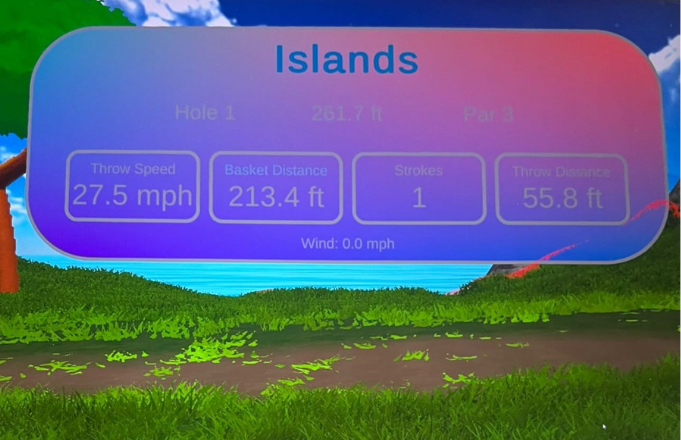 Islands
Hole 1 261.7 ft Par 3
Throw Speed Basket Distance Strokes Throw Distance
27.5 mph 213.4 ft 1 55.8 ft
Wind: 0.0 mph